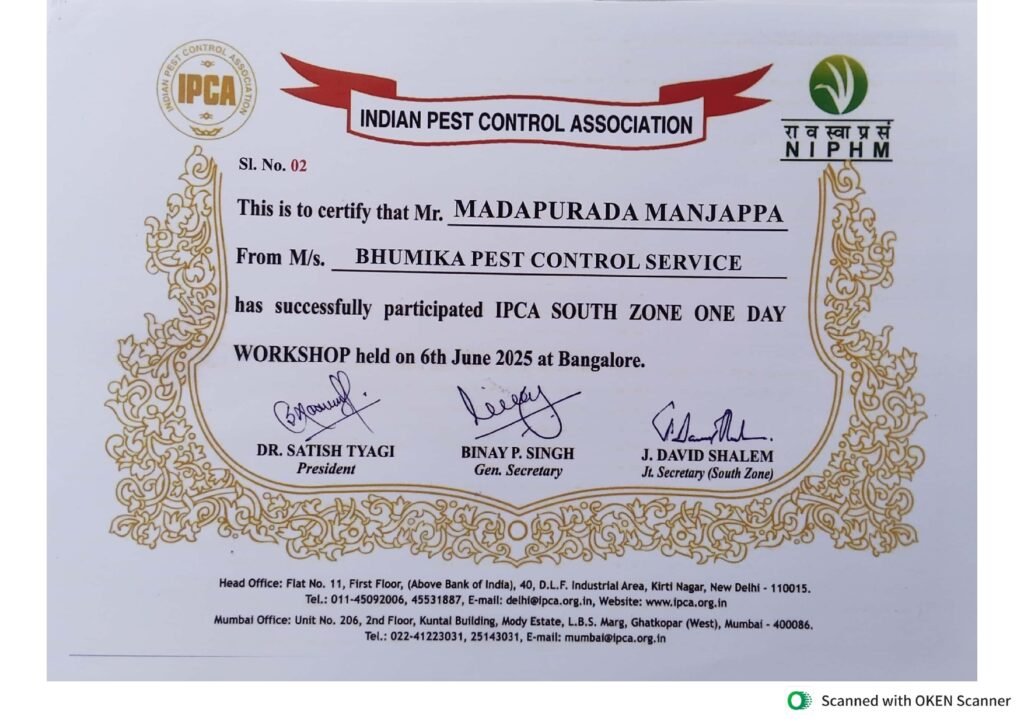 INDIAN PEST CONTROL ASSOCIATION
IPCA
INDIAN PEST CONTROL ASSOCIATION
रा व स्वा प्र सं
NIPHM
Sl. No. 02
This is to certify that Mr. MADAPURADA MANJAPPA
From M/s. BHUMIKA PEST CONTROL SERVICE
has successfully participated IPCA SOUTH ZONE ONE DAY
WORKSHOP held on 6th June 2025 at Bangalore.
DR. SATISH TYAGI
President
BINAY P. SINGH
Gen. Secretary
J. DAVID SHALEM
Jt. Secretary (South Zone)
Head Office: Flat No. 11, First Floor, (Above Bank of India), 40, D.L.F. Industrial Area, Kirti Nagar, New Delhi - 110015.
Tel.: 011-45092006, 45531887, E-mail: delhi@ipca.org.in, Website: www.ipca.org.in
Mumbai Office: Unit No. 206, 2nd Floor, Kuntal Building, Mody Estate, L.B.S. Marg, Ghatkopar (West), Mumbai - 400086.
Tel.: 022-41223031, 25143031, E-mail: mumbai@ipca.org.in
Scanned with OKEN Scanner